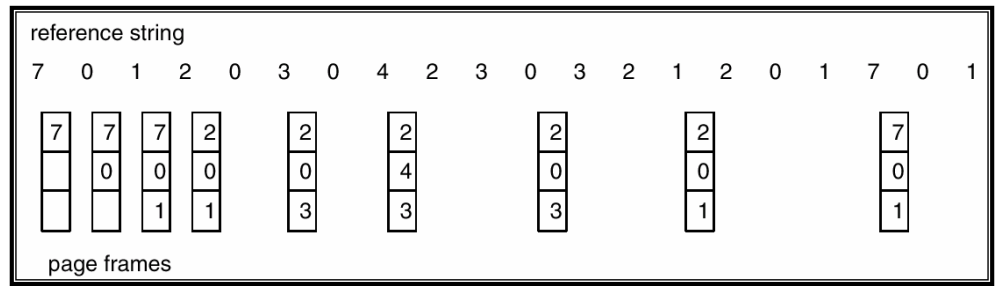 reference string
7 0 1 2 0 3 0 4 2 3 0 3 2 1 2 0 1 7 0 1
7 7 7 2 2 2 2 2 7
0 0 0 0 4 0 0 0
1 1 3 3 3 1 1
page frames